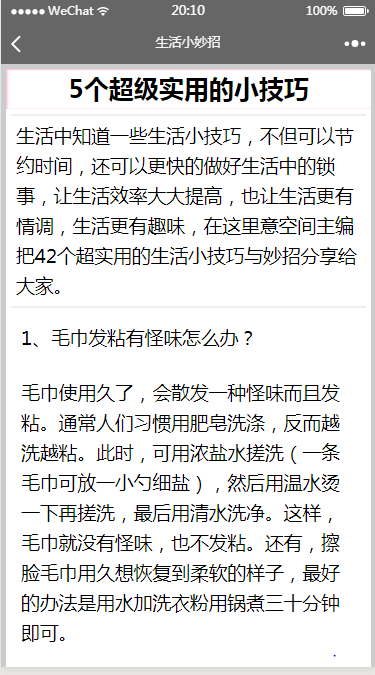 WeChat 20:10 100%
生活小妙招
5个超级实用的小技巧
生活中知道一些生活小技巧，不但可以节
约时间，还可以更快的做好生活中的锁
事，让生活效率大大提高，也让生活更有
情调，生活更有趣味，在这里意空间主编
把42个超实用的生活小技巧与妙招分享给
大家。
1、毛巾发粘有怪味怎么办？
毛巾使用久了，会散发一种怪味而且发
粘。通常人们习惯用肥皂洗涤，反而越
洗越粘。此时，可用浓盐水搓洗（一条
毛巾可放一小勺细盐），然后用温水烫
一下再搓洗，最后用清水洗净。这样，
毛巾就没有怪味，也不发粘。还有，擦
脸毛巾用久想恢复到柔软的样子，最好
的办法是用水加洗衣粉用锅煮三十分钟
即可。